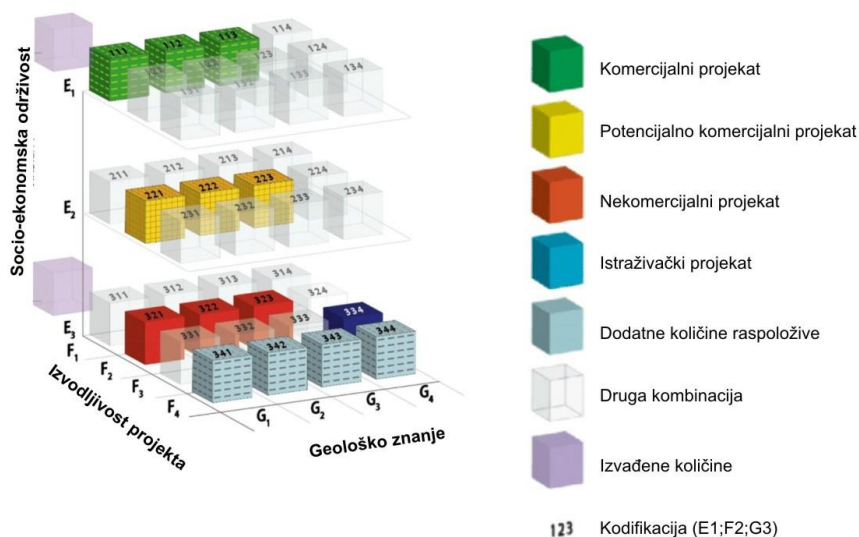 Socio-ekonomska održivost
E1
111
112
113
114
123
124
133
134
E2
211
212
213
214
221
222
223
224
231
232
233
234
E3
311
312
313
314
321
322
323
324
331
332
333
334
341
342
343
344
F1
F2
F3
F4
G1
G2
G3
G4
Izvodljivost projekta
Geološko znanje
Komercijalni projekat
Potencijalno komercijalni projekat
Nekomercijalni projekat
Istraživački projekat
Dodatne količine raspoložive
Druga kombinacija
Izvađene količine
123 Kodifikacija (E1;F2;G3)